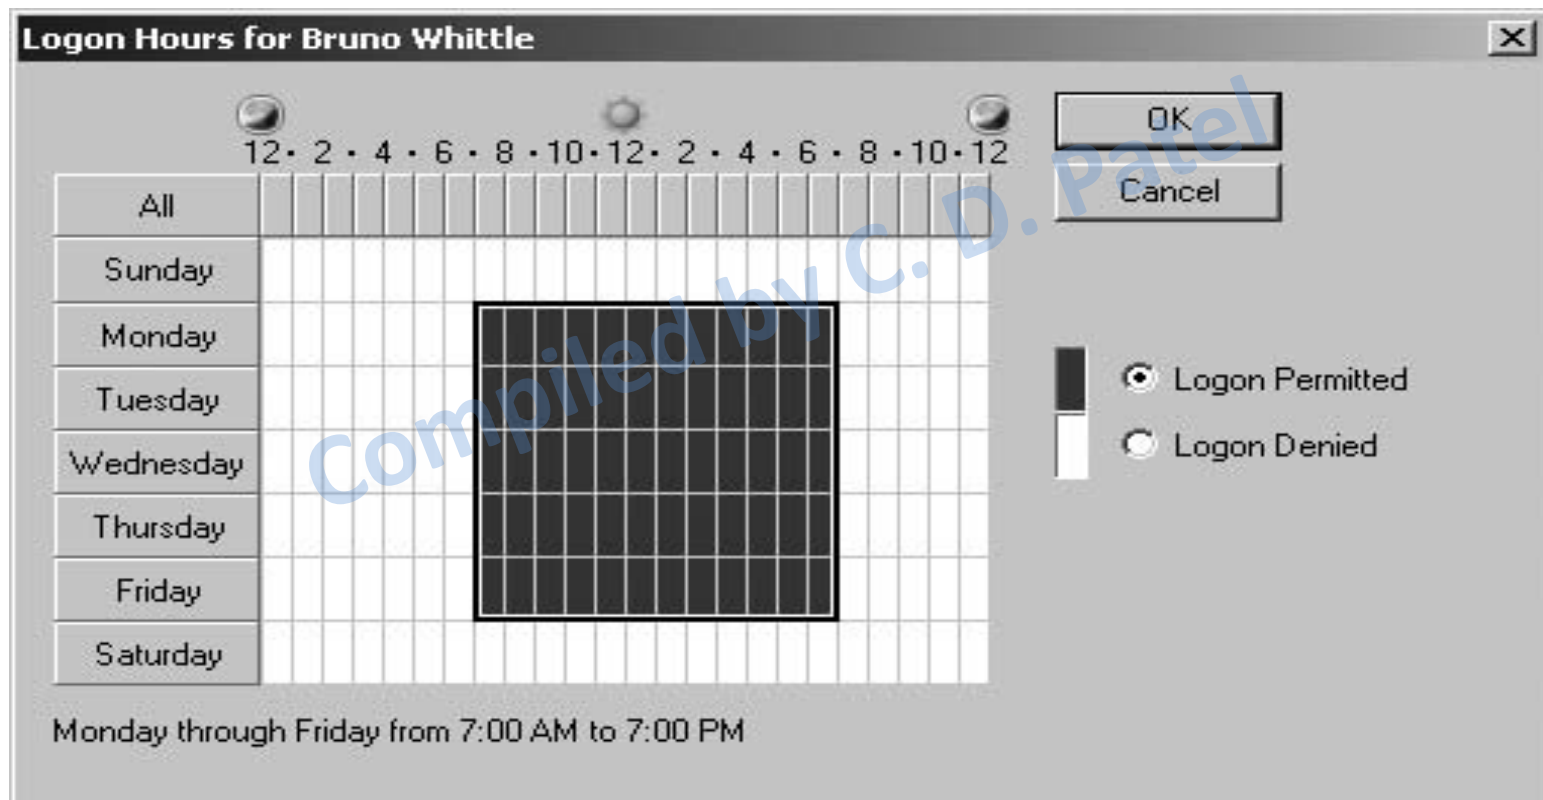 Logon Hours for Bruno Whittle
12 · 2 · 4 · 6 · 8 · 10 · 12 · 2 · 4 · 6 · 8 · 10 · 12
OK
Cancel
All
Sunday
Monday
Tuesday
Wednesday
Thursday
Friday
Saturday
Logon Permitted
Logon Denied
Monday through Friday from 7:00 AM to 7:00 PM
Compiled by C. D. Patel